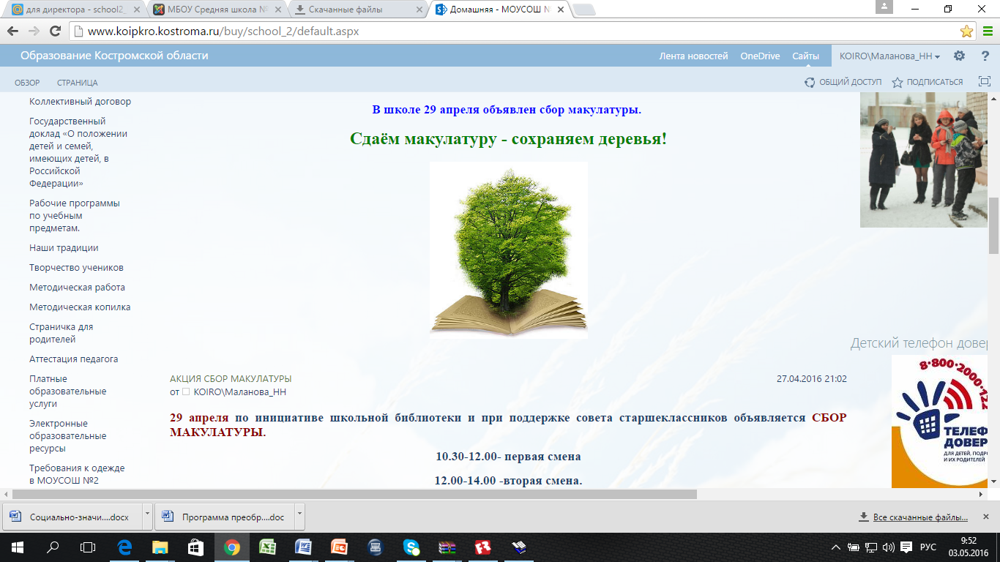 для директора - school2_
МБОУ Средняя школа №
Скачанные файлы
Домашняя - МОУСОШ №
www.koipkro.kostroma.ru/buy/school_2/default.aspx
Образование Костромской области
Лента новостей OneDrive Сайты KOIRO\Маланова_НН ?
ОБЗОР СТРАНИЦА ОБЩИЙ ДОСТУП ПОДПИСАТЬСЯ
Коллективный договор
Государственный
доклад «О положении
детей и семей,
имеющих детей, в
Российской
Федерации»
Рабочие программы
по учебным
предметам.
Наши традиции
Творчество учеников
Методическая работа
Методическая копилка
Страничка для
родителей
Аттестация педагога
Платные
образовательные
услуги
Электронные
образовательные
ресурсы
Требования к одежде
в МОУСОШ №2
В школе 29 апреля объявлен сбор макулатуры.
Сдаём макулатуру - сохраняем деревья!
АКЦИЯ СБОР МАКУЛАТУРЫ 27.04.2016 21:02
от KOIRO\Маланова_НН
29 апреля по инициативе школьной библиотеки и при поддержке совета старшеклассников объявляется СБОР
МАКУЛАТУРЫ.
10.30-12.00- первая смена
12.00-14.00 -вторая смена.
Детский телефон довер
8-800-2000-122
ТЕЛЕФ
ДОВЕР
ДЛЯ ДЕТЕЙ, ПОДРО
И ИХ РОДИТЕЛЕЙ
Социально-значи....docx
Программа преобр....doc
Все скачанные файлы...
РУС
9:52
03.05.2016